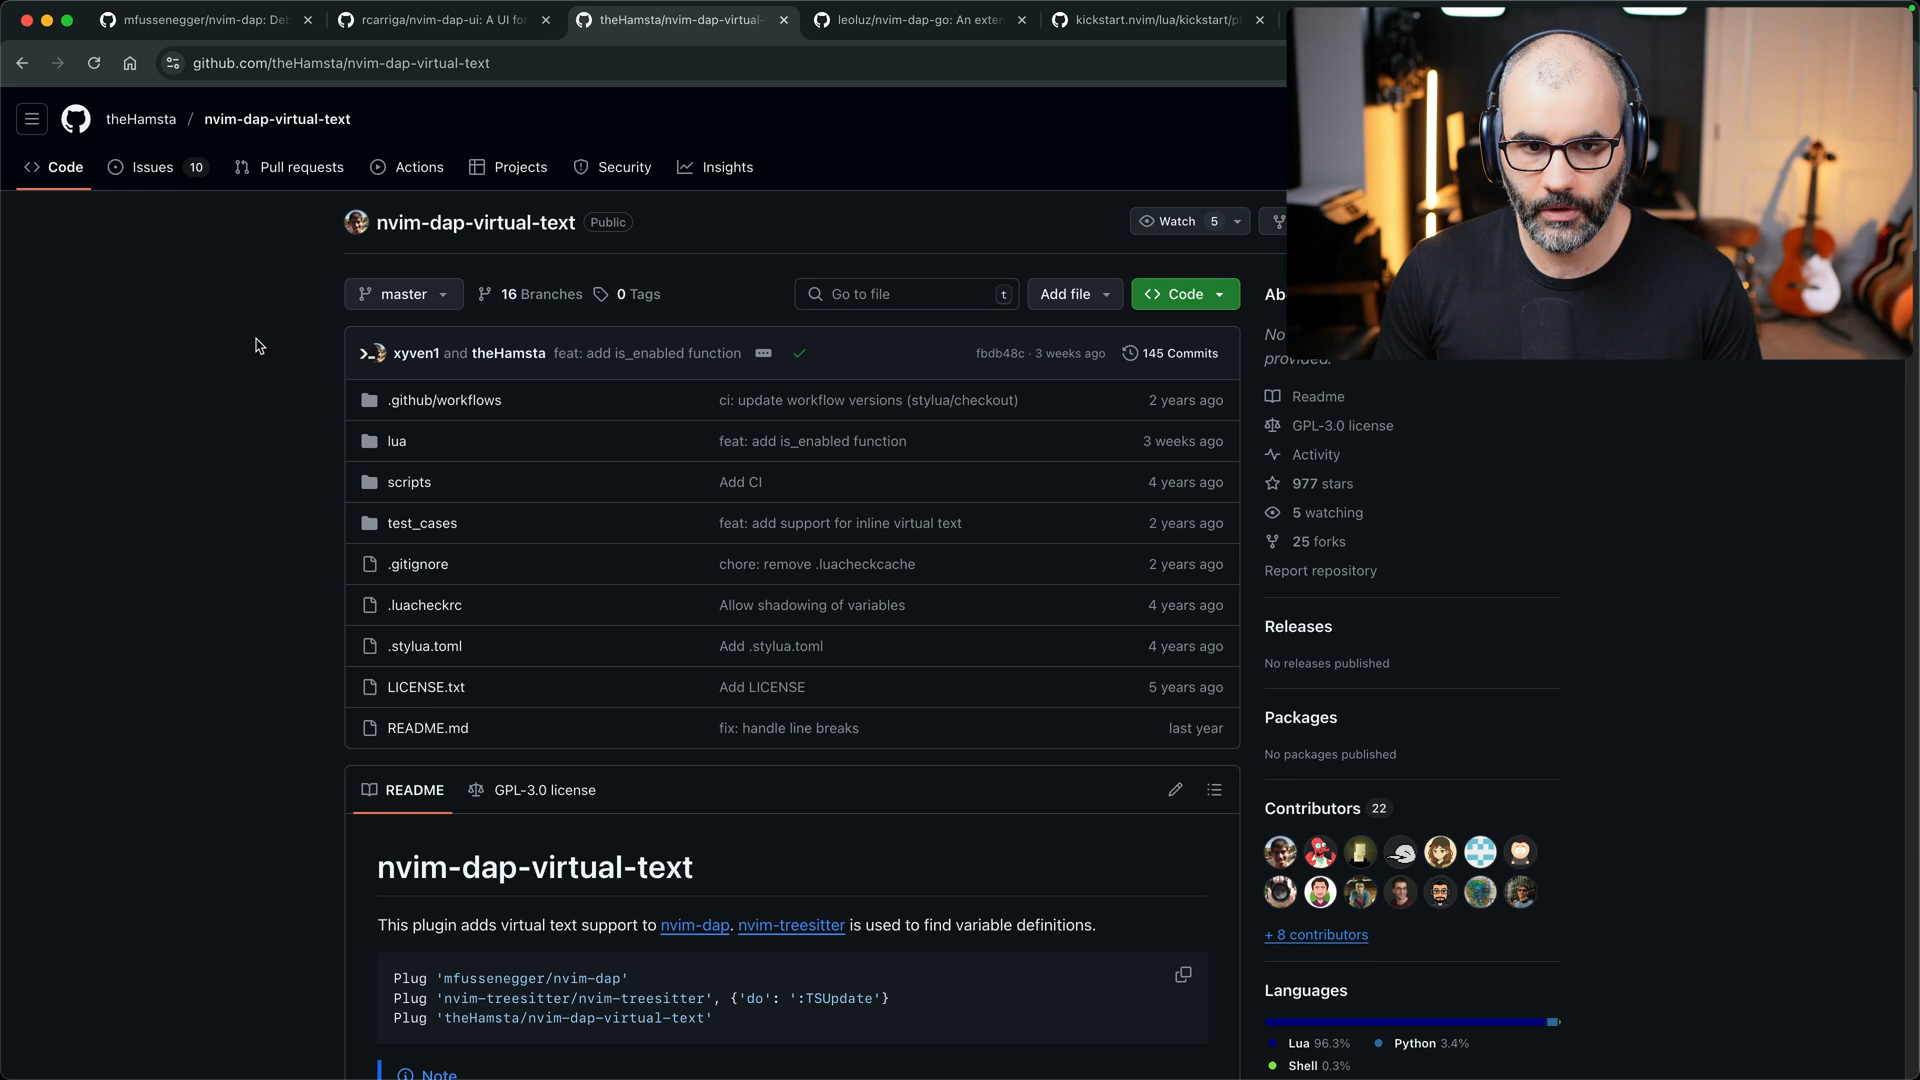 mfussenegger/nvim-dap: De
rcarriga/nvim-dap-ui: A UI for
theHamsta/nvim-dap-virtual-
leoluz/nvim-dap-go: An exten
kickstart.nvim/lua/kickstart/pl
github.com/theHamsta/nvim-dap-virtual-text
theHamsta / nvim-dap-virtual-text
Code
Issues 10
Pull requests
Actions
Projects
Security
Insights
nvim-dap-virtual-text Public
Watch 5
master
16 Branches
0 Tags
Go to file t
Add file
Code
Ab
No
provided.
xyven1 and theHamsta feat: add is_enabled function
fbdb48c · 3 weeks ago
145 Commits
.github/workflows ci: update workflow versions (stylua/checkout) 2 years ago
lua feat: add is_enabled function 3 weeks ago
scripts Add CI 4 years ago
test_cases feat: add support for inline virtual text 2 years ago
.gitignore chore: remove .luacheckcache 2 years ago
.luacheckrc Allow shadowing of variables 4 years ago
.stylua.toml Add .stylua.toml 4 years ago
LICENSE.txt Add LICENSE 5 years ago
README.md fix: handle line breaks last year
README
GPL-3.0 license
nvim-dap-virtual-text
This plugin adds virtual text support to nvim-dap. nvim-treesitter is used to find variable definitions.
Plug 'mfussenegger/nvim-dap'
Plug 'nvim-treesitter/nvim-treesitter', {'do': ':TSUpdate'}
Plug 'theHamsta/nvim-dap-virtual-text'
Note
Readme
GPL-3.0 license
Activity
977 stars
5 watching
25 forks
Report repository
Releases
No releases published
Packages
No packages published
Contributors 22
+ 8 contributors
Languages
Lua 96.3%
Python 3.4%
Shell 0.3%